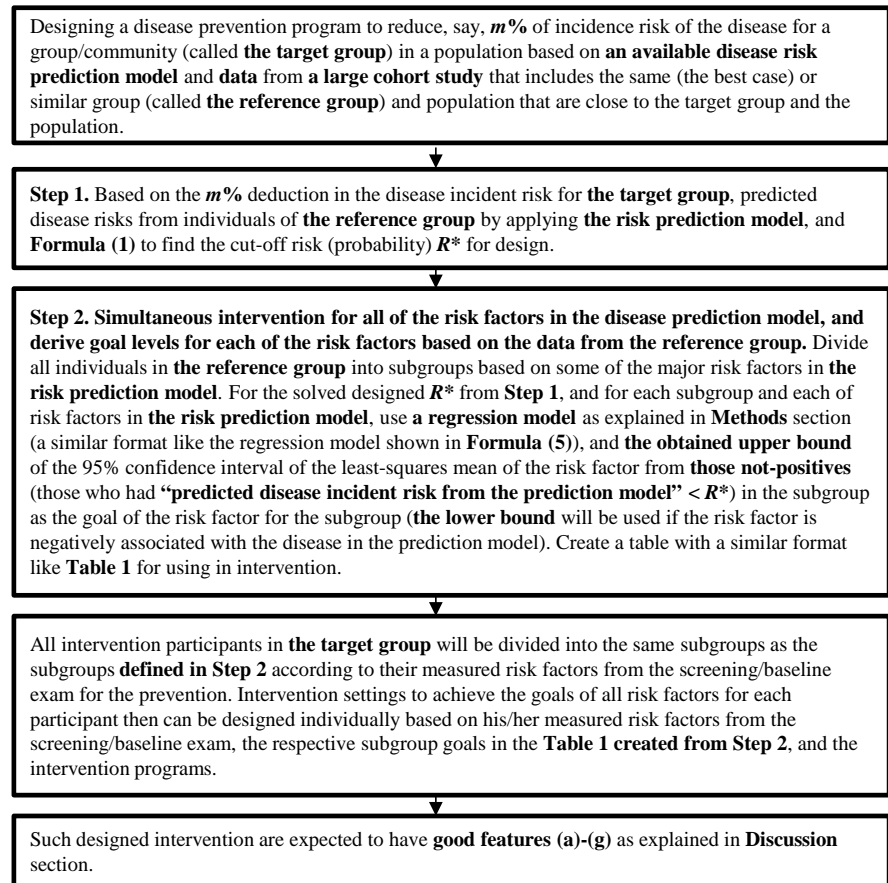 Designing a disease prevention program to reduce, say, m% of incidence risk of the disease for a
group/community (called the target group) in a population based on an available disease risk
prediction model and data from a large cohort study that includes the same (the best case) or
similar group (called the reference group) and population that are close to the target group and the
population.
Step 1. Based on the m% deduction in the disease incident risk for the target group, predicted
disease risks from individuals of the reference group by applying the risk prediction model, and
Formula (1) to find the cut-off risk (probability) R* for design.
Step 2. Simultaneous intervention for all of the risk factors in the disease prediction model, and
derive goal levels for each of the risk factors based on the data from the reference group. Divide
all individuals in the reference group into subgroups based on some of the major risk factors in the
risk prediction model. For the solved designed R* from Step 1, and for each subgroup and each of
risk factors in the risk prediction model, use a regression model as explained in Methods section
(a similar format like the regression model shown in Formula (5)), and the obtained upper bound
of the 95% confidence interval of the least-squares mean of the risk factor from those not-positives
(those who had “predicted disease incident risk from the prediction model” < R*) in the subgroup
as the goal of the risk factor for the subgroup (the lower bound will be used if the risk factor is
negatively associated with the disease in the prediction model). Create a table with a similar format
like Table 1 for using in intervention.
All intervention participants in the target group will be divided into the same subgroups as the
subgroups defined in Step 2 according to their measured risk factors from the screening/baseline
exam for the prevention. Intervention settings to achieve the goals of all risk factors for each
participant then can be designed individually based on his/her measured risk factors from the
screening/baseline exam, the respective subgroup goals in the Table 1 created from Step 2, and the
intervention programs.
Such designed intervention are expected to have good features (a)-(g) as explained in Discussion
section.